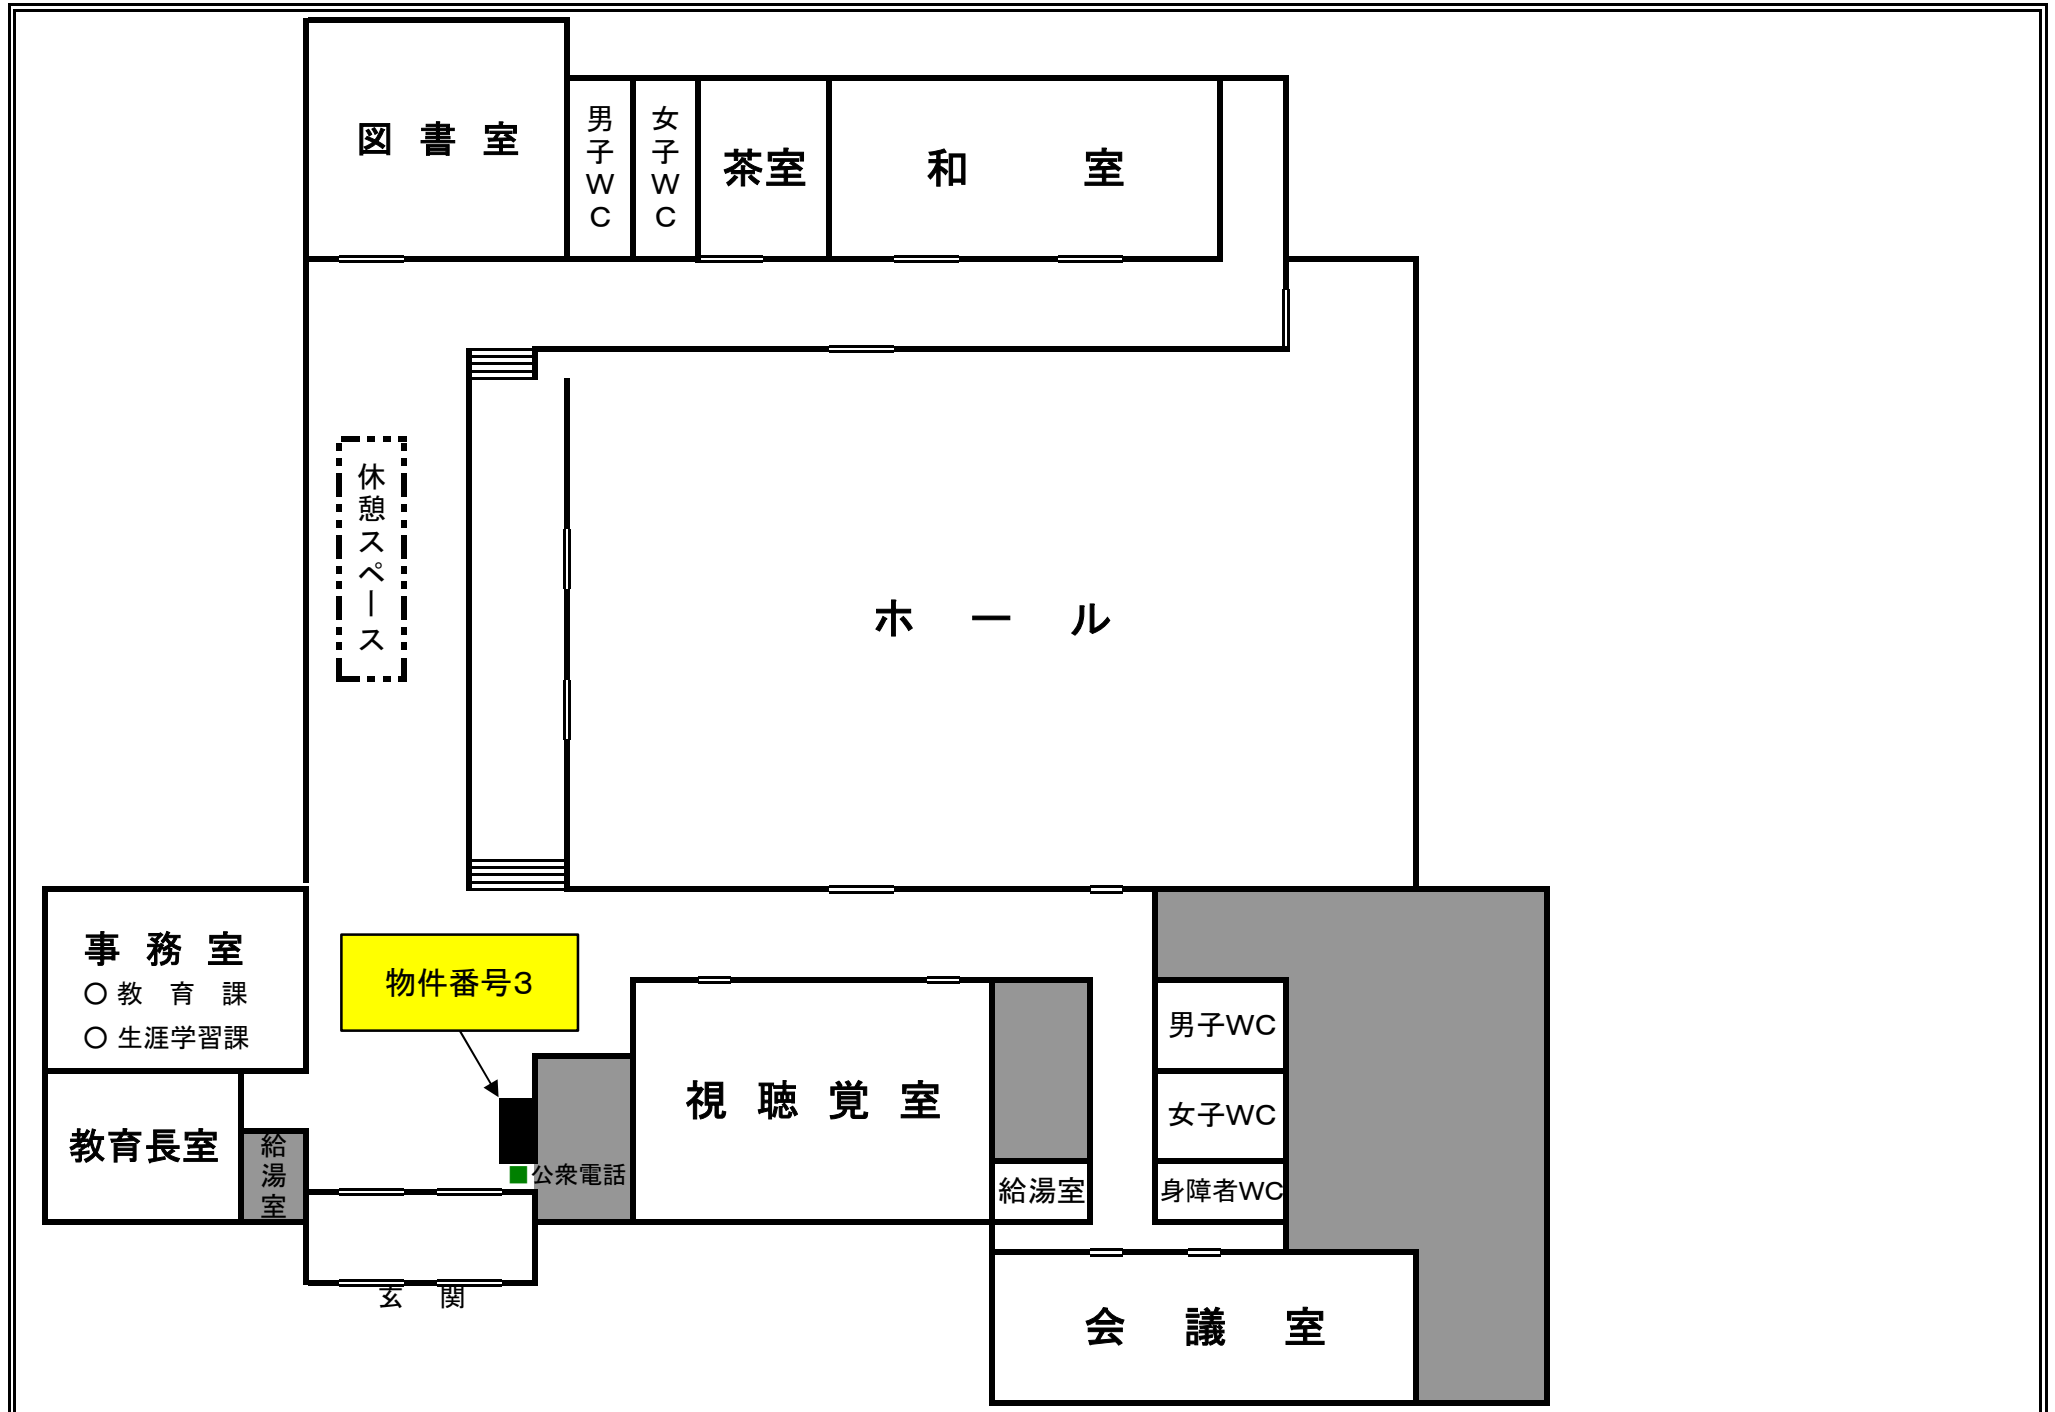 図 書 室
男子WC
女子WC
茶室
和 室
休憩スペース
ホ ー ル
事 務 室
○ 教 育 課
○ 生涯学習課
物件番号3
教育長室
給湯室
公衆電話
視 聴 覚 室
給湯室
男子WC
女子WC
身障者WC
玄 関
会 議 室